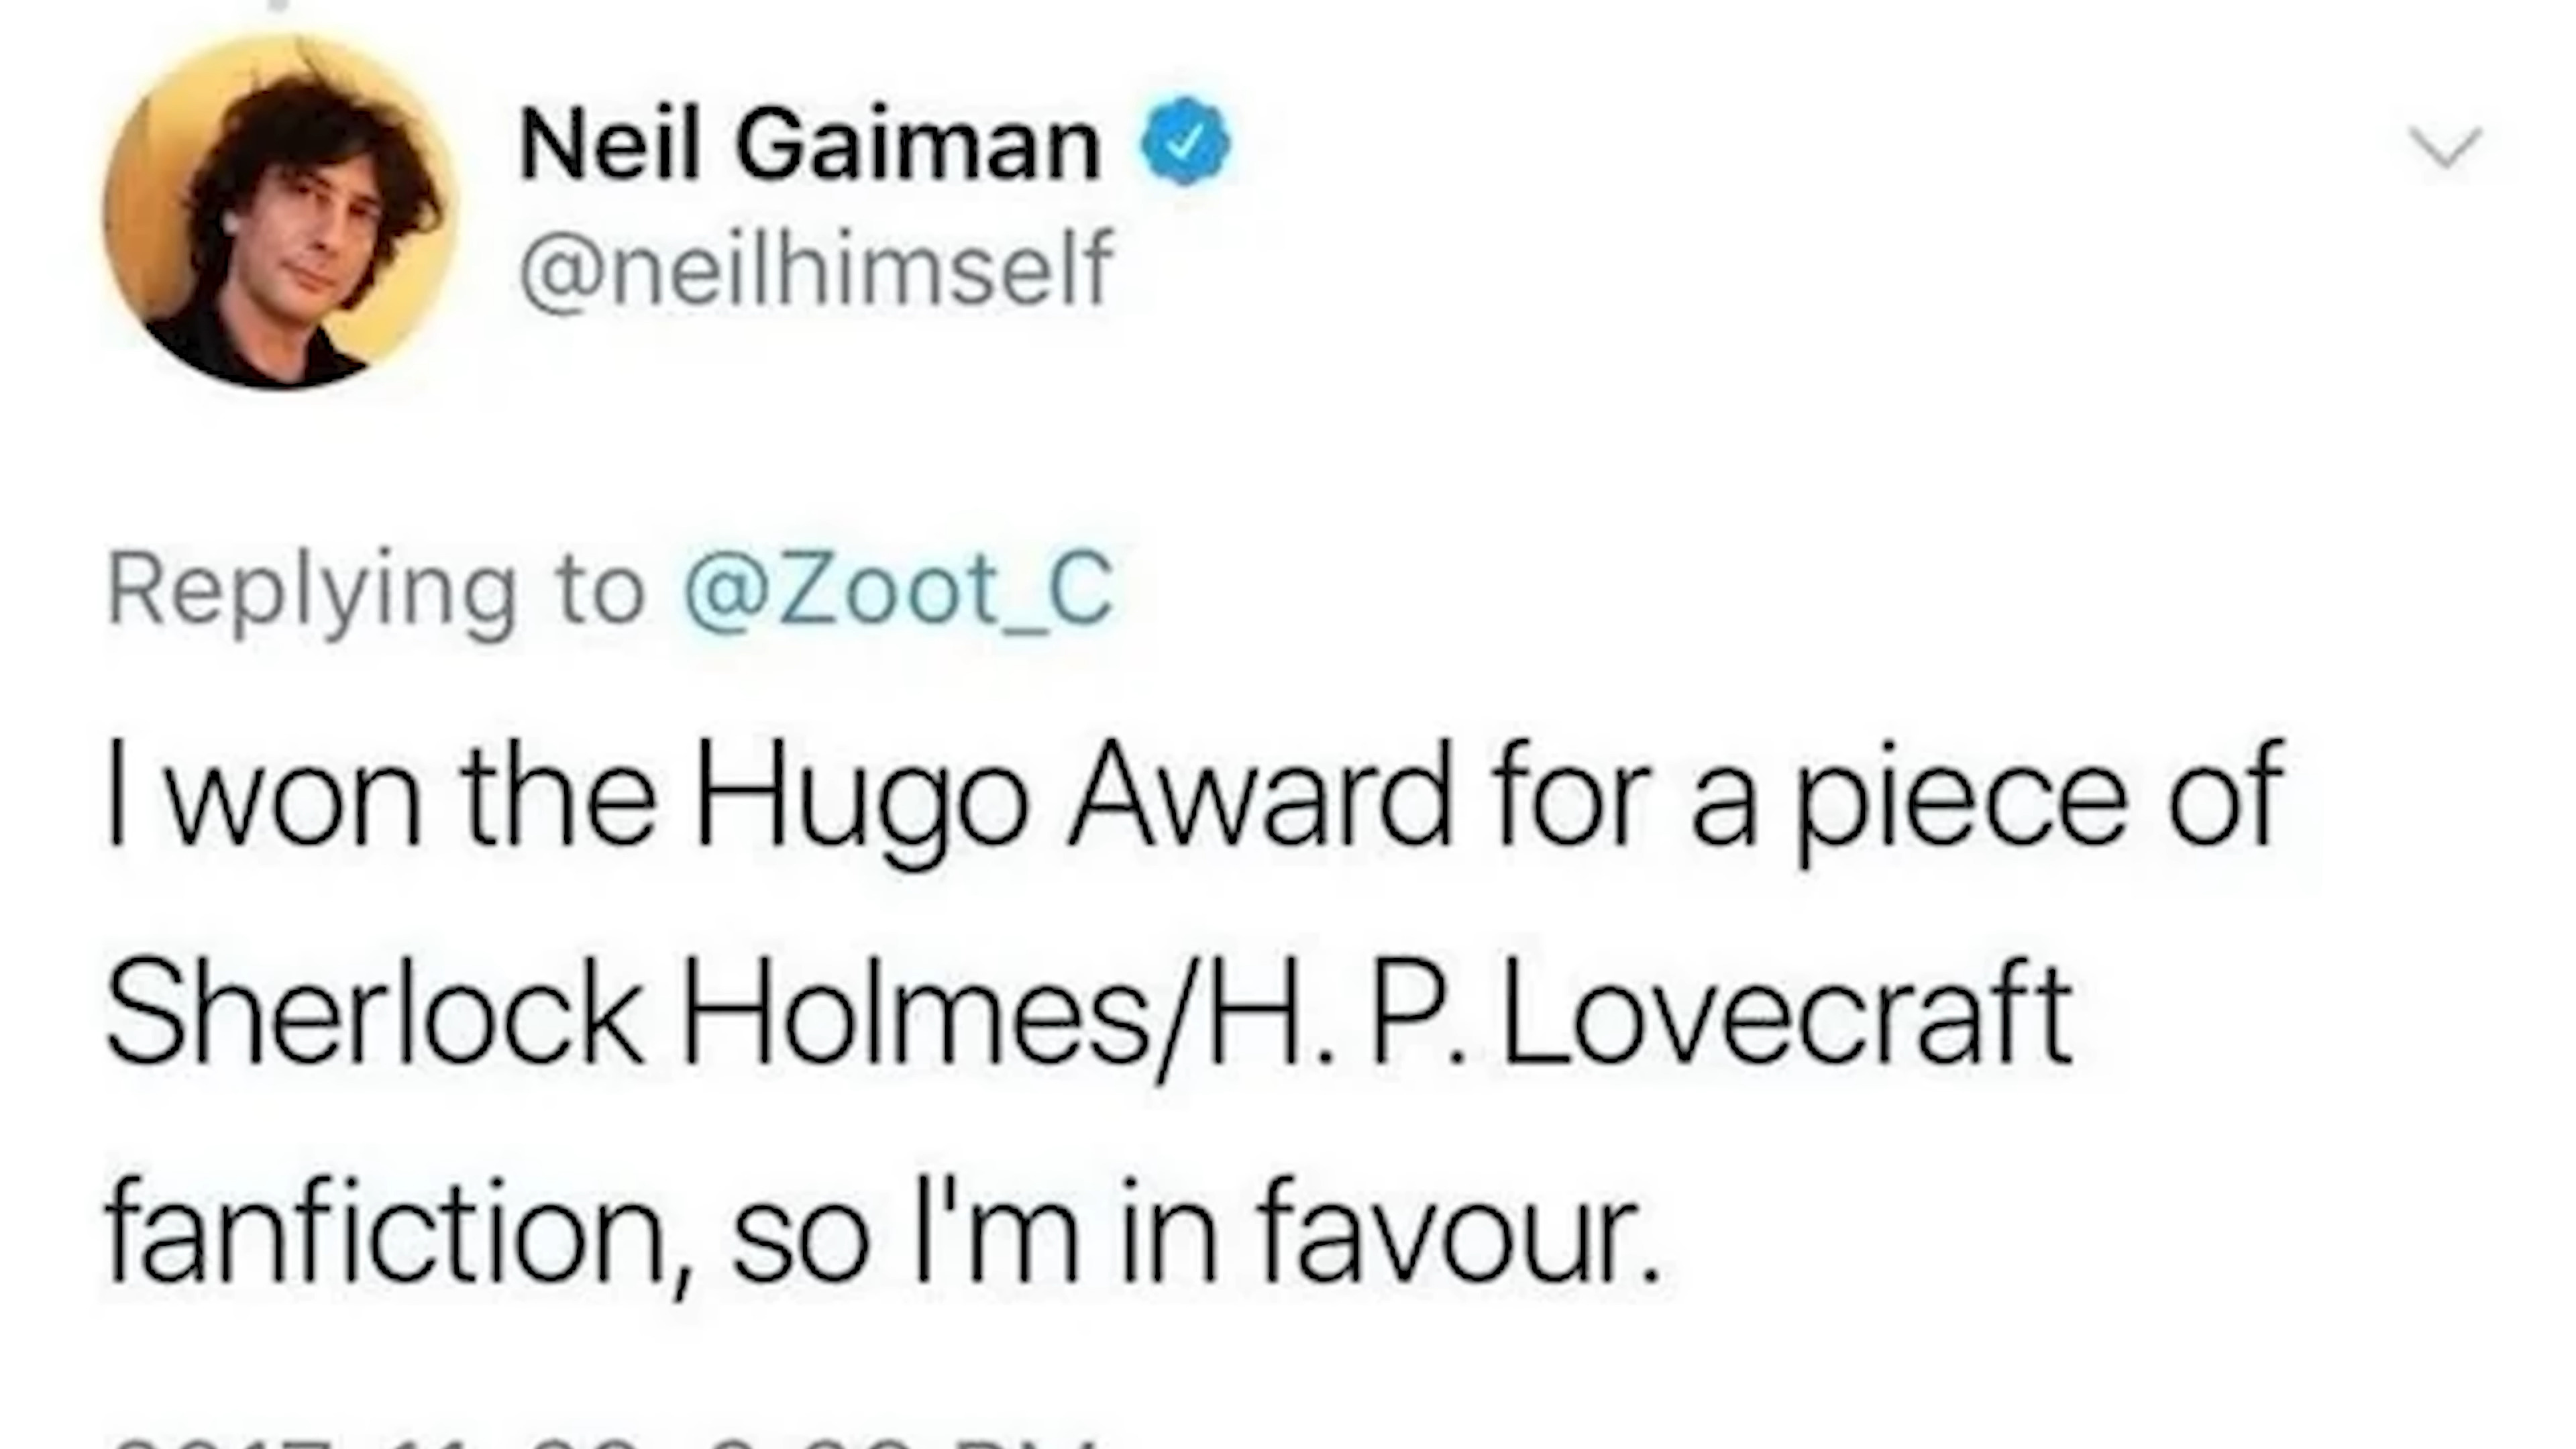 Neil Gaiman
@neilhimself
Replying to @Zoot_C
I won the Hugo Award for a piece of
Sherlock Holmes/H. P. Lovecraft
fanfiction, so I'm in favour.